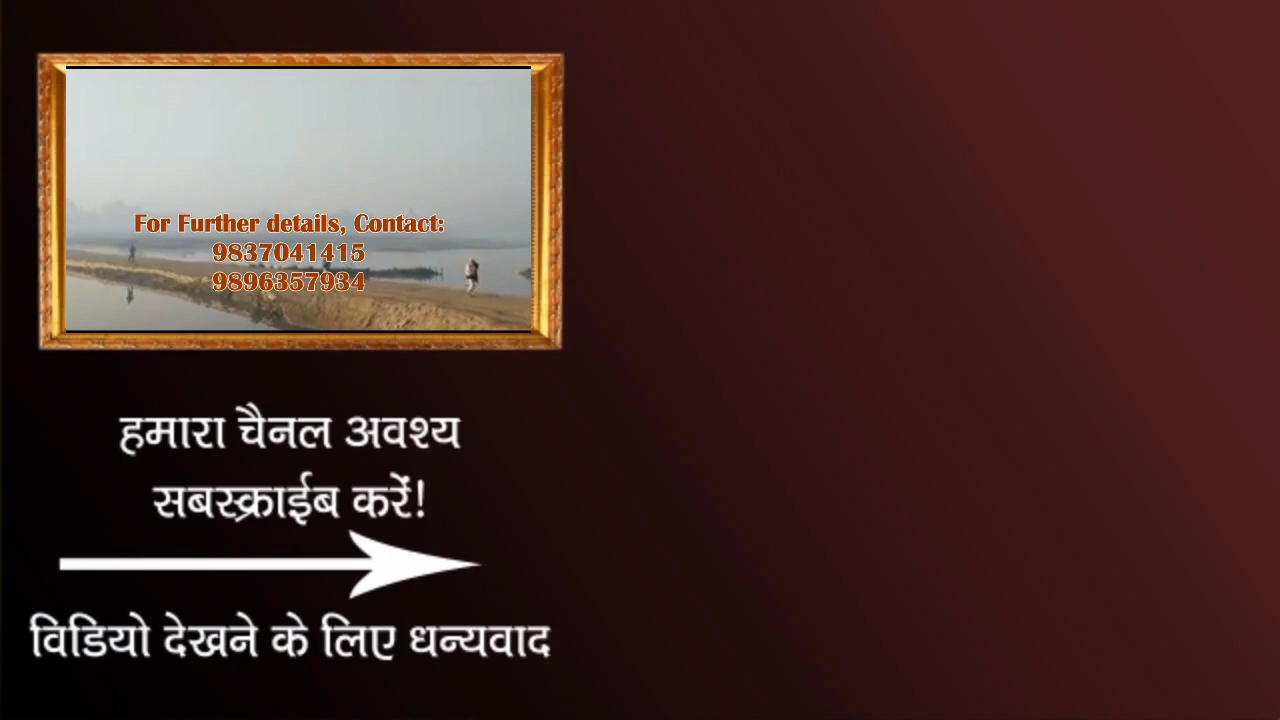 For Further details, Contact:
9837041415
9896357934
हमारा चैनल अवश्य
सबस्क्राईब करें!
विडियो देखने के लिए धन्यवाद